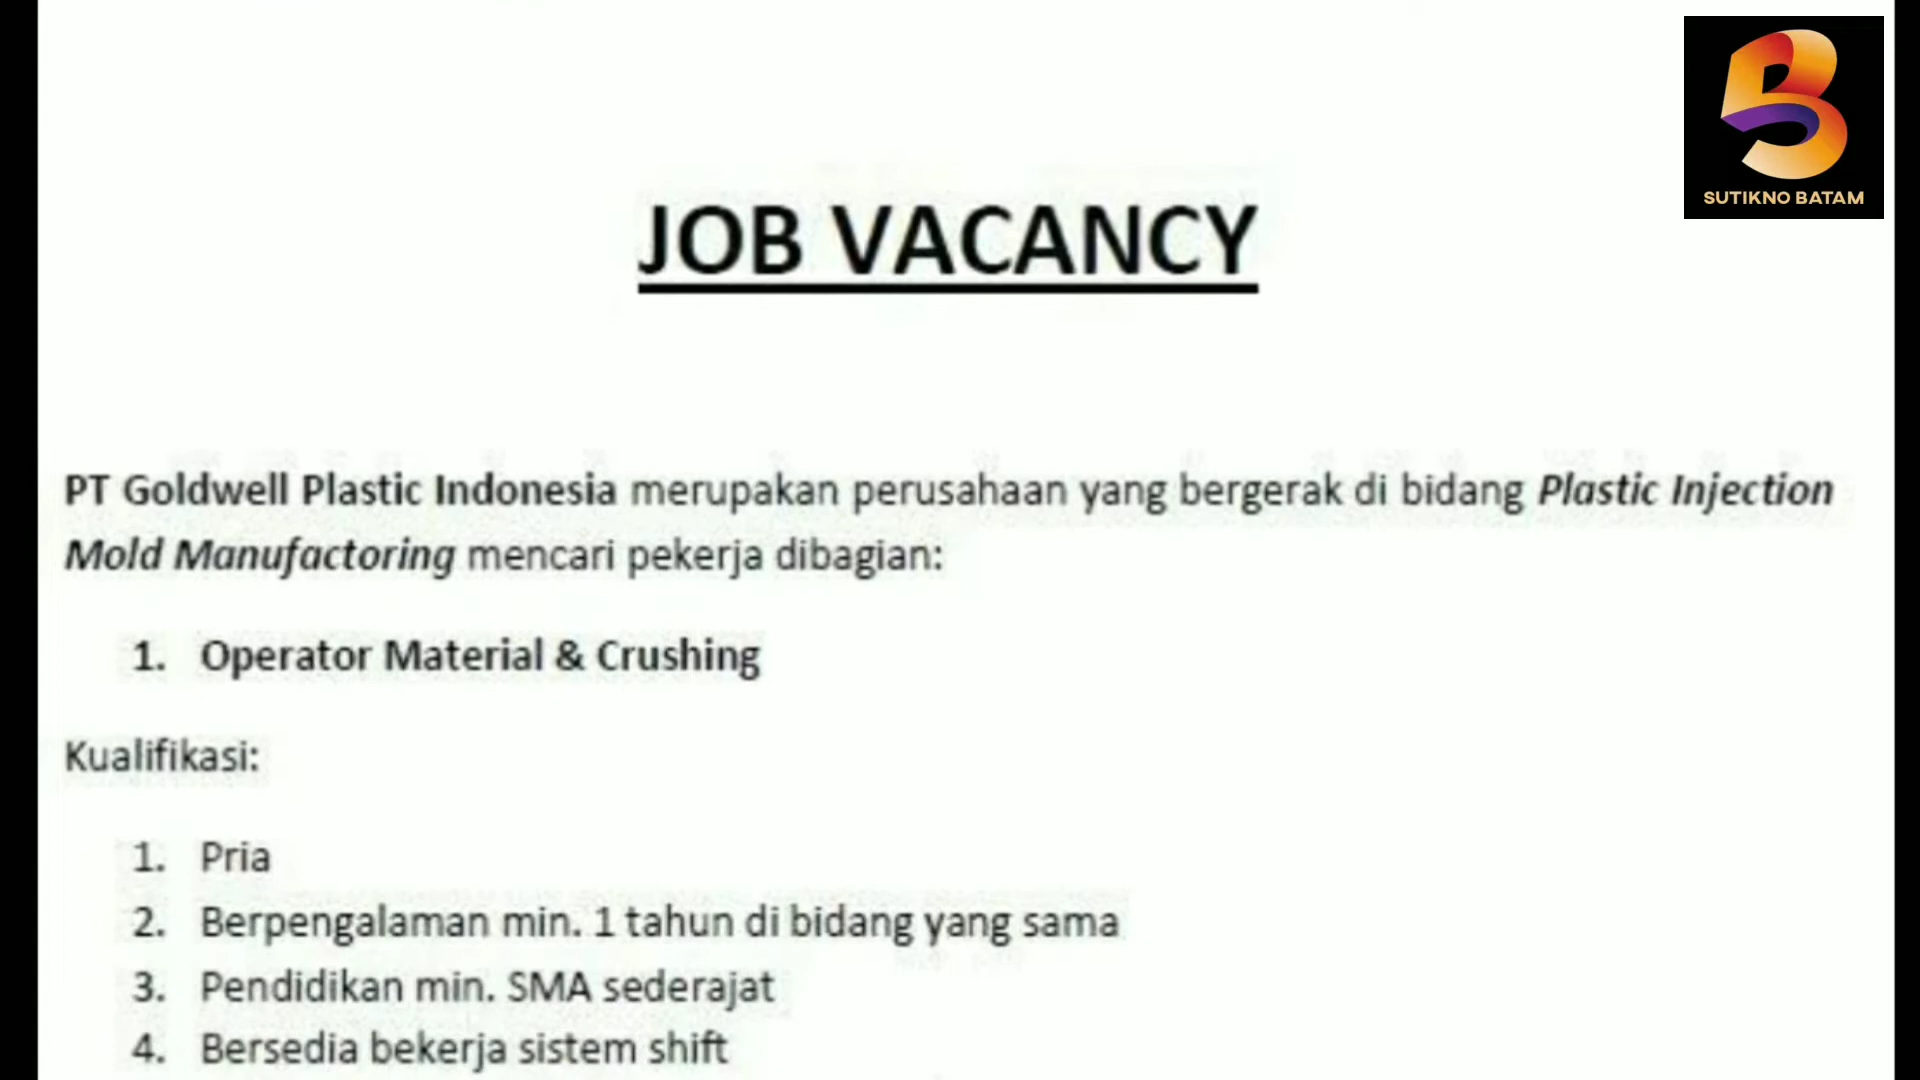 SUTIKNO BATAM
JOB VACANCY
PT Goldwell Plastic Indonesia merupakan perusahaan yang bergerak di bidang Plastic Injection
Mold Manufactoring mencari pekerja dibagian:
1. Operator Material & Crushing
Kualifikasi:
1. Pria
2. Berpengalaman min. 1 tahun di bidang yang sama
3. Pendidikan min. SMA sederajat
4. Bersedia bekerja sistem shift